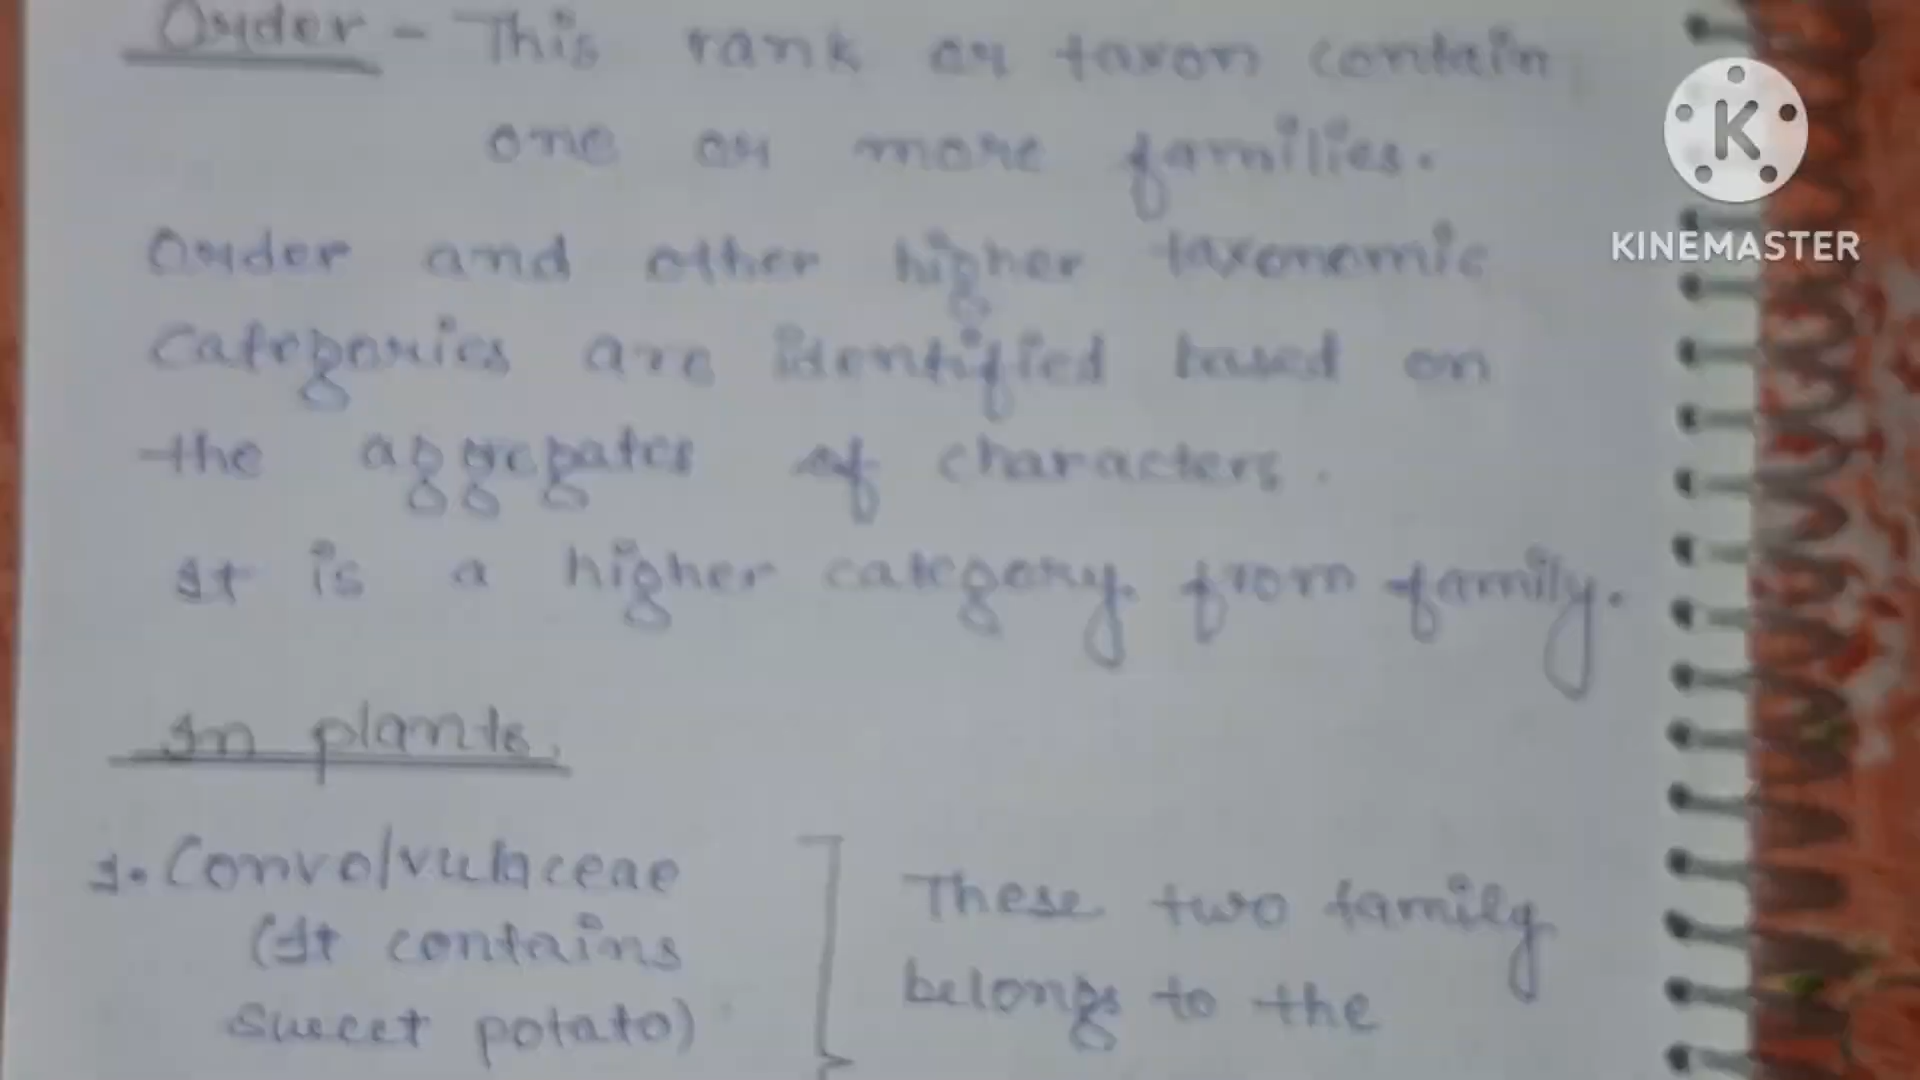 Order - This rank or taxon contain
one or more families.
Order and other higher taxonomic
categories are identified based on
the aggregates of characters.
It is a higher category. from family.
In plants.
1. Convolvulaceae
(It contains
sweet potato)
These two family
belongs to the
K
KINEMASTER